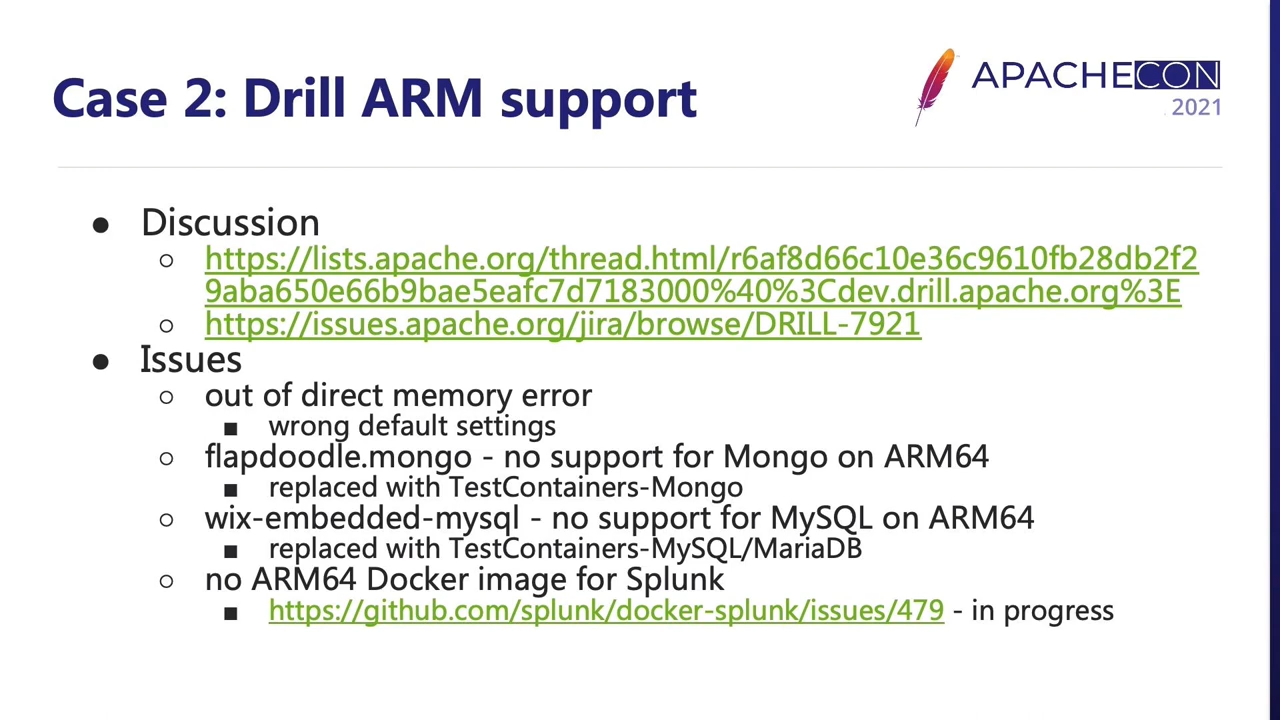 Case 2: Drill ARM support
APACHECON
2021
● Discussion
○ https://lists.apache.org/thread.html/r6af8d66c10e36c9610fb28db2f2
9aba650e66b9bae5eafc7d7183000%40%3Cdev.drill.apache.org%3E
○ https://issues.apache.org/jira/browse/DRILL-7921
● Issues
○ out of direct memory error
■ wrong default settings
○ flapdoodle.mongo - no support for Mongo on ARM64
■ replaced with TestContainers-Mongo
○ wix-embedded-mysql - no support for MySQL on ARM64
■ replaced with TestContainers-MySQL/MariaDB
○ no ARM64 Docker image for Splunk
■ https://github.com/splunk/docker-splunk/issues/479 - in progress